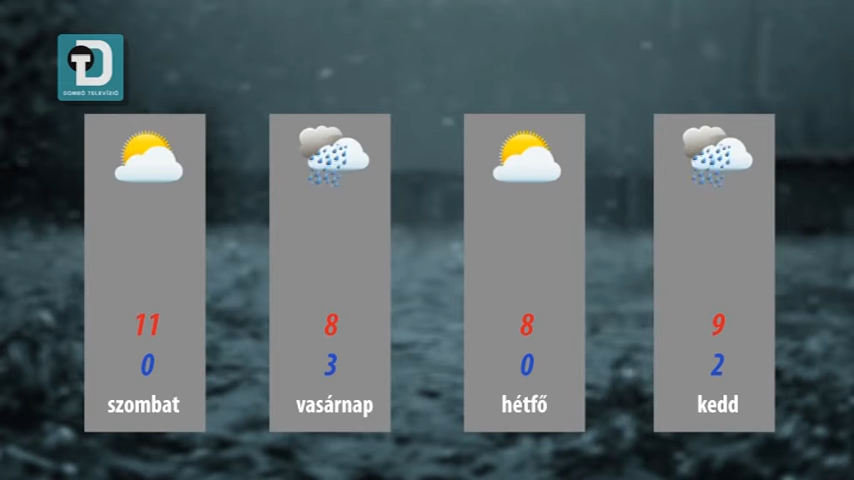 TD
DOMBÓ TELEVÍZIÓ
11
0
szombat
8
3
vasárnap
8
0
hétfő
9
2
kedd